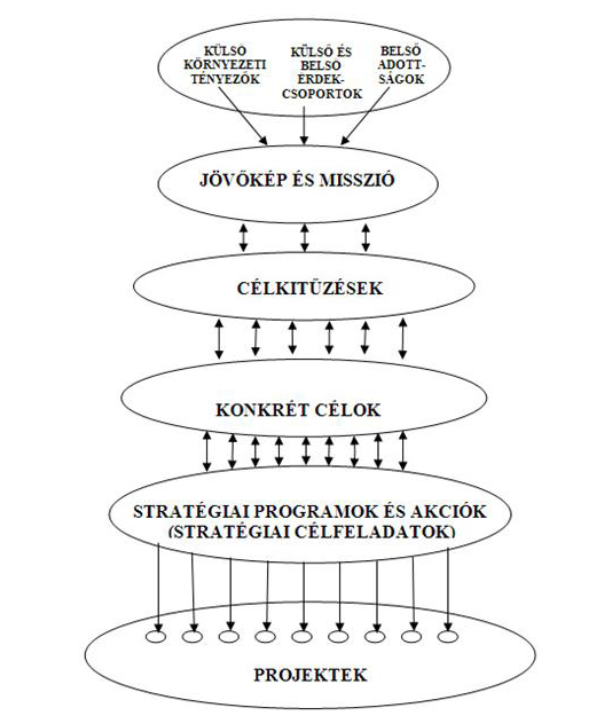 KÜLSŐ
KÖRNYEZETI
TÉNYEZŐK
KÜLSŐ ÉS
BELSŐ
ÉRDEK-
CSOPORTOK
BELSŐ
ADOTT-
SÁGOK
JÖVŐKÉP ÉS MISSZIÓ
CÉLKITŰZÉSEK
KONKRÉT CÉLOK
STRATÉGIAI PROGRAMOK ÉS AKCIÓK
(STRATÉGIAI CÉLFELADATOK)
PROJEKTEK